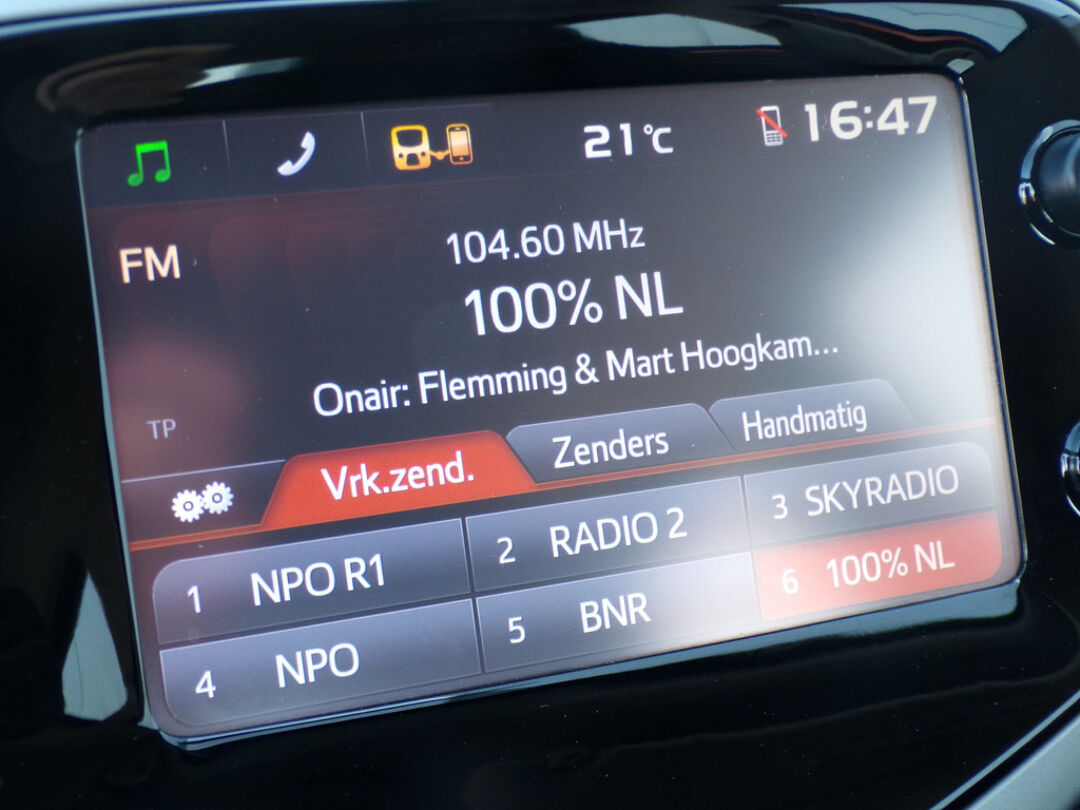 21°C 16:47
FM
104.60 MHz
100% NL
Onair: Flemming & Mart Hoogkam...
TP
Vrk.zend. Zenders Handmatig
1 NPO R1 2 RADIO 2 3 SKYRADIO
4 NPO 5 BNR 6 100% NL